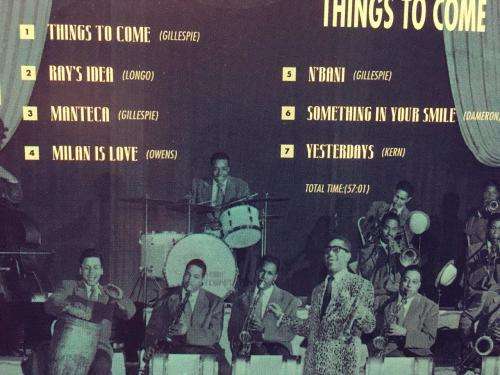 THINGS TO COME
1 THINGS TO COME (GILLESPIE)
2 RAY'S IDEA (LONGO)
3 MANTECA (GILLESPIE)
4 MILAN IS LOVE (OWENS)
5 N'BANI (GILLESPIE)
6 SOMETHING IN YOUR SMILE (DAMERON
7 YESTERDAYS (KERN)
TOTAL TIME:(57:01)